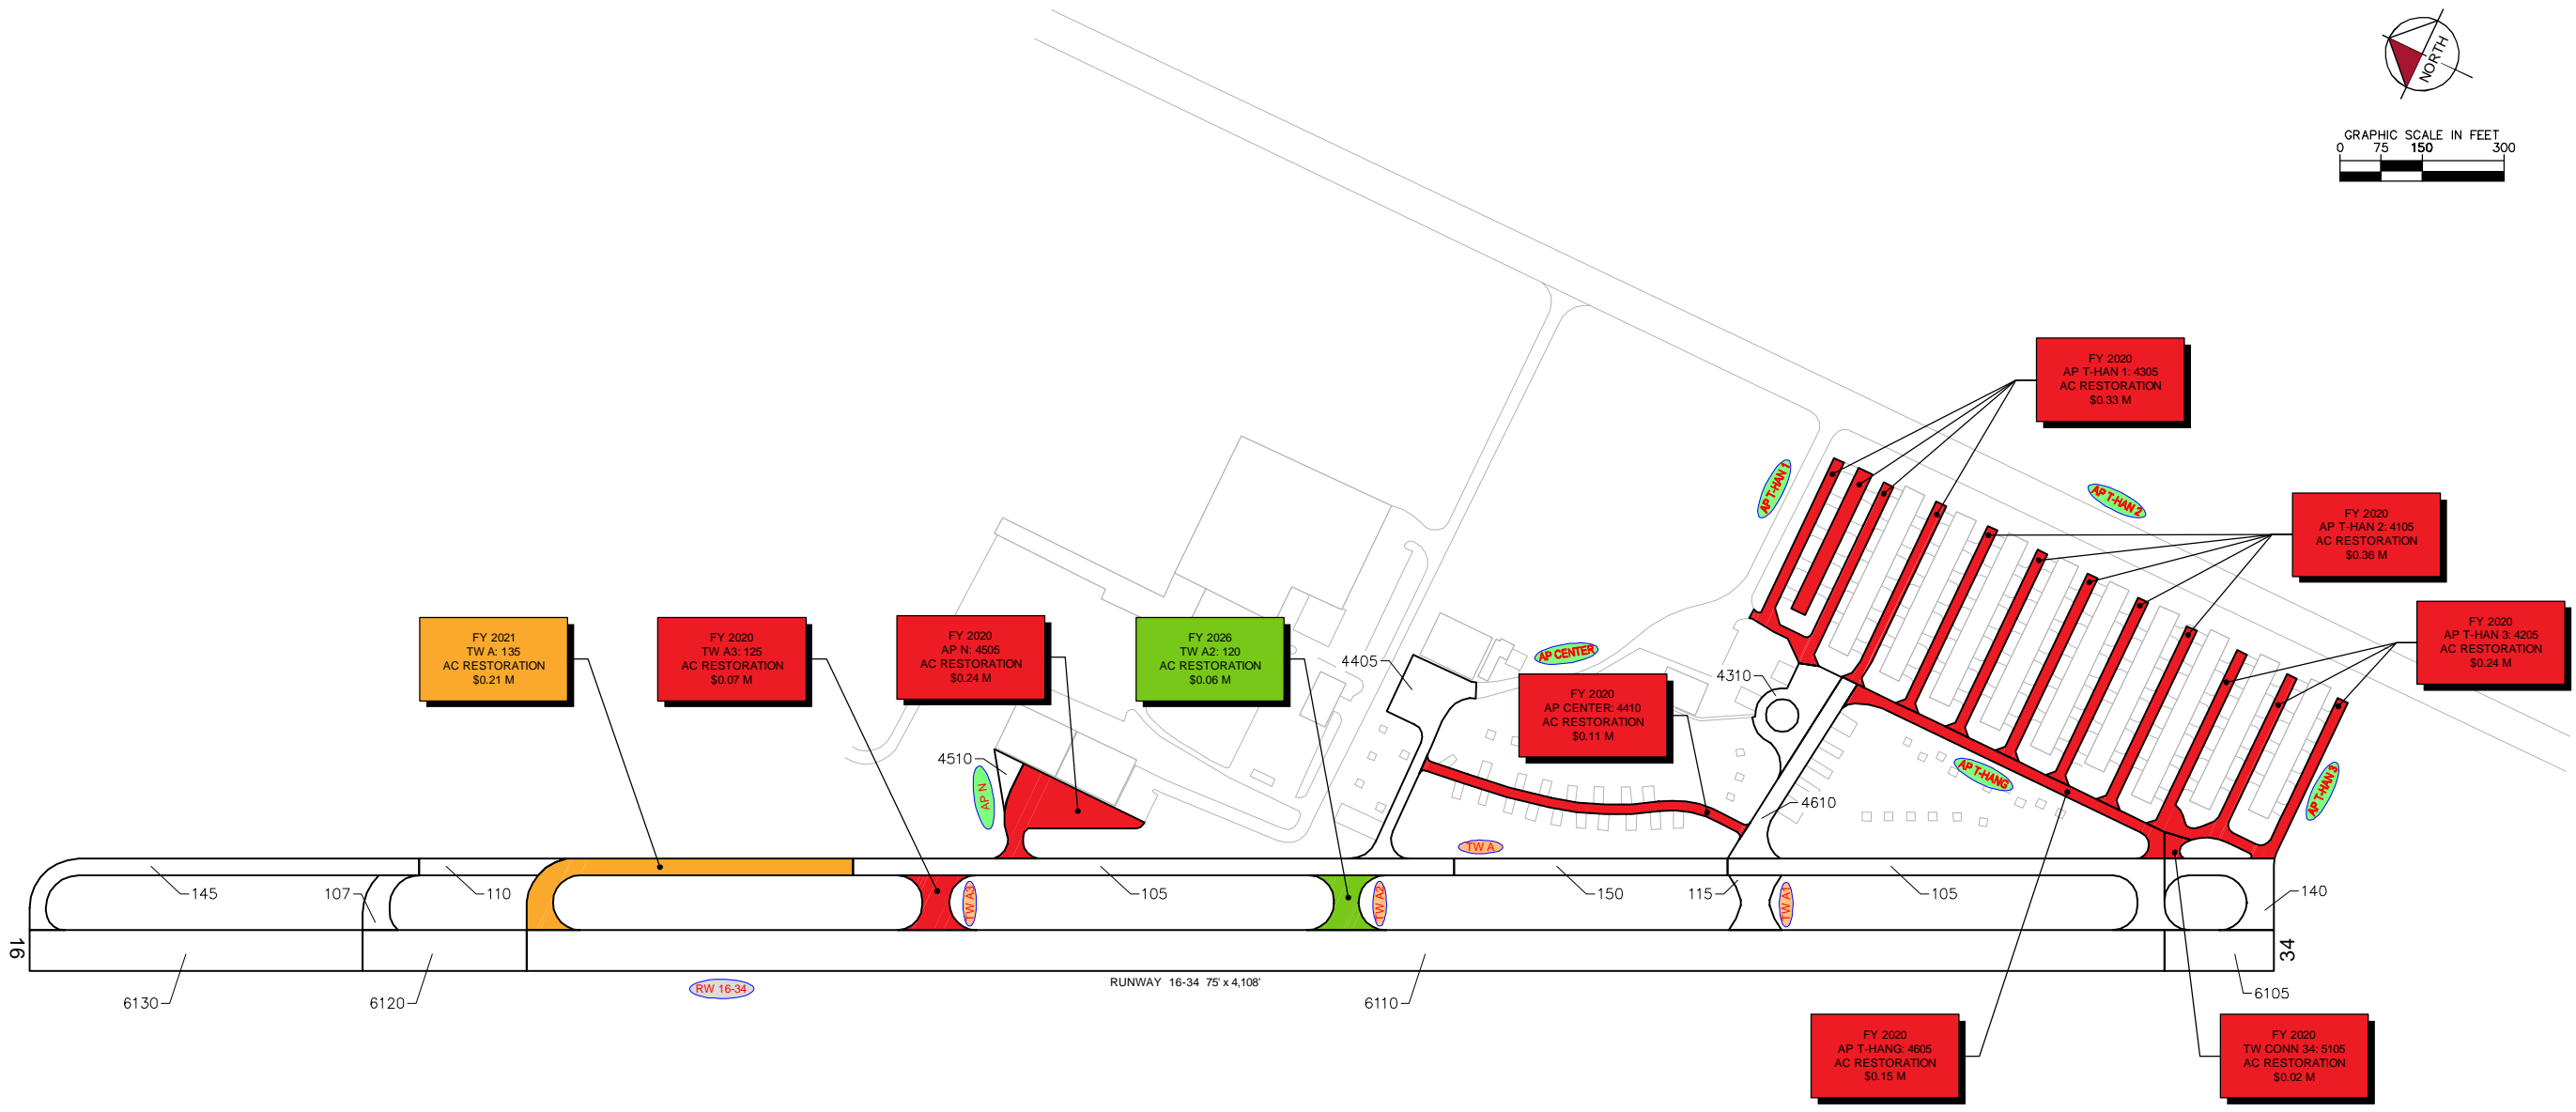 NORTH
GRAPHIC SCALE IN FEET
0 75 150 300
FY 2020
AP T-HAN 1: 4305
AC RESTORATION
$0.33 M
AP T-HAN 1
AP T-HAN 2
FY 2020
AP T-HAN 2: 4105
AC RESTORATION
$0.36 M
FY 2020
AP T-HAN 3: 4205
AC RESTORATION
$0.24 M
FY 2021
TW A: 135
AC RESTORATION
$0.21 M
FY 2020
TW A3: 125
AC RESTORATION
$0.07 M
FY 2020
AP N: 4505
AC RESTORATION
$0.24 M
FY 2026
TW A2: 120
AC RESTORATION
$0.06 M
4405
AP CENTER
FY 2020
AP CENTER: 4410
AC RESTORATION
$0.11 M
4310
4510
AP N
AP T-HANG
AP T-HAN 3
4610
TW A
145
107
110
TW A3
105
TW A2
150
115
TW A1
105
140
16
34
6130
6120
RW 16-34
RUNWAY 16-34 75' x 4,108'
6110
6105
FY 2020
AP T-HANG: 4605
AC RESTORATION
$0.15 M
FY 2020
TW CONN 34: 5105
AC RESTORATION
$0.02 M